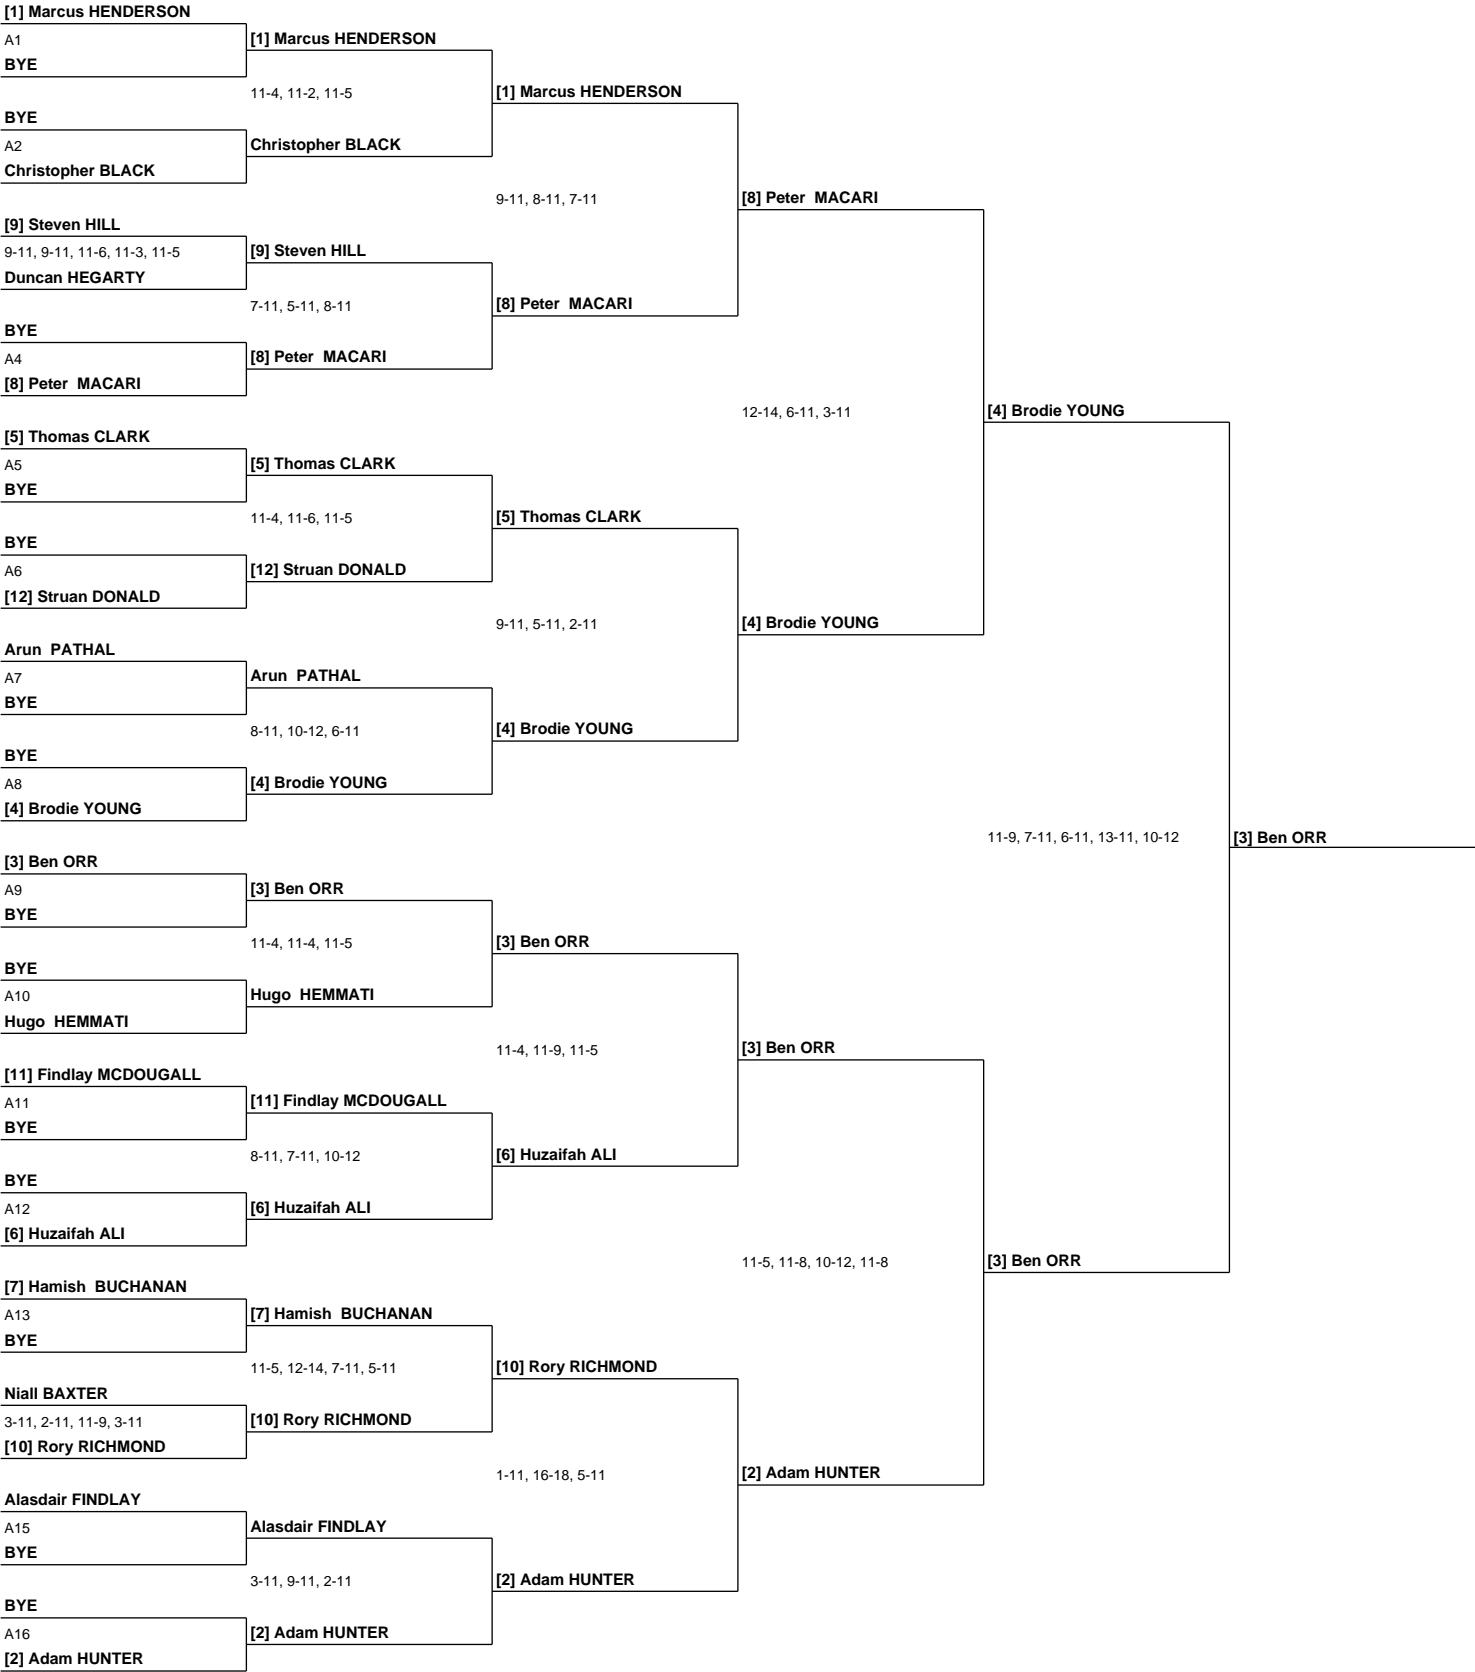 [1] Marcus HENDERSON
A1
BYE
[1] Marcus HENDERSON
11-4, 11-2, 11-5
[1] Marcus HENDERSON
BYE
A2
Christopher BLACK
Christopher BLACK
9-11, 8-11, 7-11
[8] Peter MACARI
[9] Steven HILL
9-11, 9-11, 11-6, 11-3, 11-5
Duncan HEGARTY
[9] Steven HILL
7-11, 5-11, 8-11
[8] Peter MACARI
BYE
A4
[8] Peter MACARI
[8] Peter MACARI
12-14, 6-11, 3-11
[4] Brodie YOUNG
[5] Thomas CLARK
A5
BYE
[5] Thomas CLARK
11-4, 11-6, 11-5
[5] Thomas CLARK
BYE
A6
[12] Struan DONALD
[12] Struan DONALD
9-11, 5-11, 2-11
[4] Brodie YOUNG
Arun PATHAL
A7
BYE
Arun PATHAL
8-11, 10-12, 6-11
[4] Brodie YOUNG
BYE
A8
[4] Brodie YOUNG
[4] Brodie YOUNG
11-9, 7-11, 6-11, 13-11, 10-12
[3] Ben ORR
[3] Ben ORR
A9
BYE
[3] Ben ORR
11-4, 11-4, 11-5
[3] Ben ORR
BYE
A10
Hugo HEMMATI
Hugo HEMMATI
11-4, 11-9, 11-5
[3] Ben ORR
[11] Findlay MCDOUGALL
A11
BYE
[11] Findlay MCDOUGALL
8-11, 7-11, 10-12
[6] Huzaifah ALI
BYE
A12
[6] Huzaifah ALI
[6] Huzaifah ALI
11-5, 11-8, 10-12, 11-8
[3] Ben ORR
[7] Hamish BUCHANAN
A13
BYE
[7] Hamish BUCHANAN
11-5, 12-14, 7-11, 5-11
[10] Rory RICHMOND
Niall BAXTER
3-11, 2-11, 11-9, 3-11
[10] Rory RICHMOND
[10] Rory RICHMOND
1-11, 16-18, 5-11
[2] Adam HUNTER
Alasdair FINDLAY
A15
BYE
Alasdair FINDLAY
3-11, 9-11, 2-11
[2] Adam HUNTER
BYE
A16
[2] Adam HUNTER
[2] Adam HUNTER